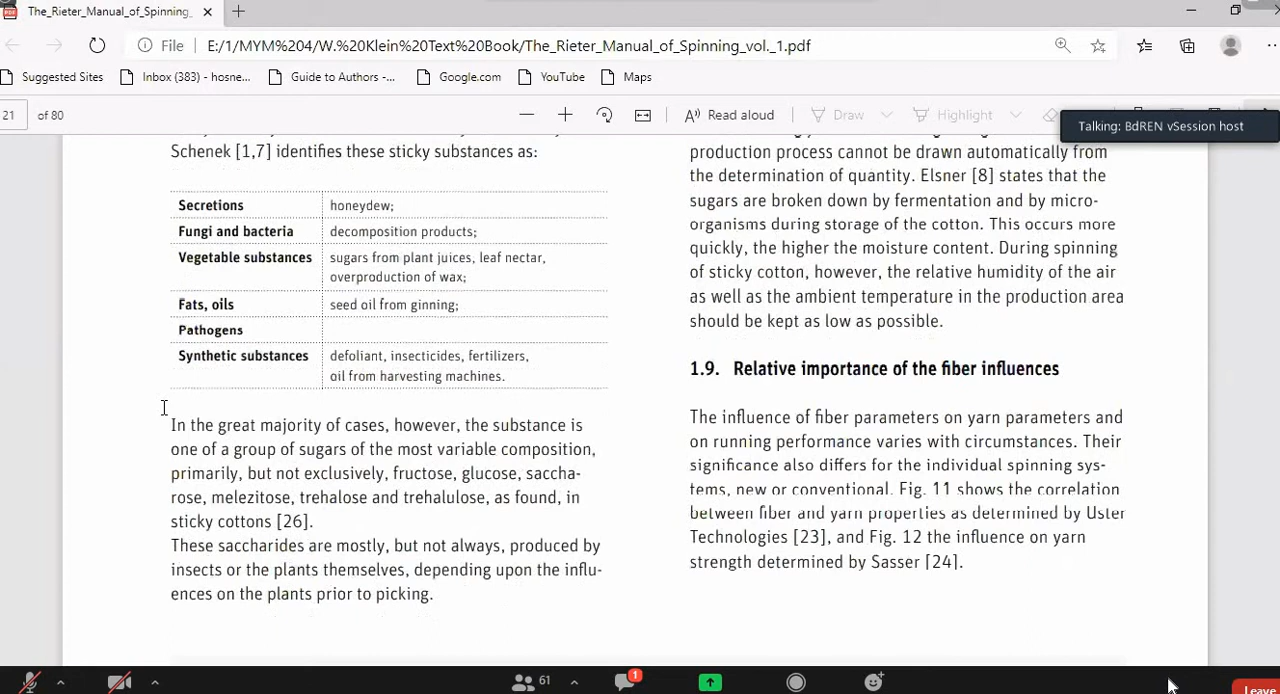 The_Rieter_Manual_of_Spinning_
File E:/1/MYM%204/W.%20Klein%20Text%20Book/The_Rieter_Manual_of_Spinning_vol._1.pdf
Suggested Sites Inbox (383) - hosne... Guide to Authors -... Google.com YouTube Maps
21 of 80 Read aloud Draw Highlight
Talking: BdREN vSession host
Schenek [1,7] identifies these sticky substances as:
Secretions honeydew;
Fungi and bacteria decomposition products;
Vegetable substances sugars from plant juices, leaf nectar,
overproduction of wax;
Fats, oils seed oil from ginning;
Pathogens
Synthetic substances defoliant, insecticides, fertilizers,
oil from harvesting machines.
In the great majority of cases, however, the substance is
one of a group of sugars of the most variable composition,
primarily, but not exclusively, fructose, glucose, saccha-
rose, melezitose, trehalose and trehalulose, as found, in
sticky cottons [26].
These saccharides are mostly, but not always, produced by
insects or the plants themselves, depending upon the influ-
ences on the plants prior to picking.
production process cannot be drawn automatically from
the determination of quantity. Elsner [8] states that the
sugars are broken down by fermentation and by micro-
organisms during storage of the cotton. This occurs more
quickly, the higher the moisture content. During spinning
of sticky cotton, however, the relative humidity of the air
as well as the ambient temperature in the production area
should be kept as low as possible.
1.9. Relative importance of the fiber influences
The influence of fiber parameters on yarn parameters and
on running performance varies with circumstances. Their
significance also differs for the individual spinning sys-
tems, new or conventional. Fig. 11 shows the correlation
between fiber and yarn properties as determined by Uster
Technologies [23], and Fig. 12 the influence on yarn
strength determined by Sasser [24].
61 1 Leave